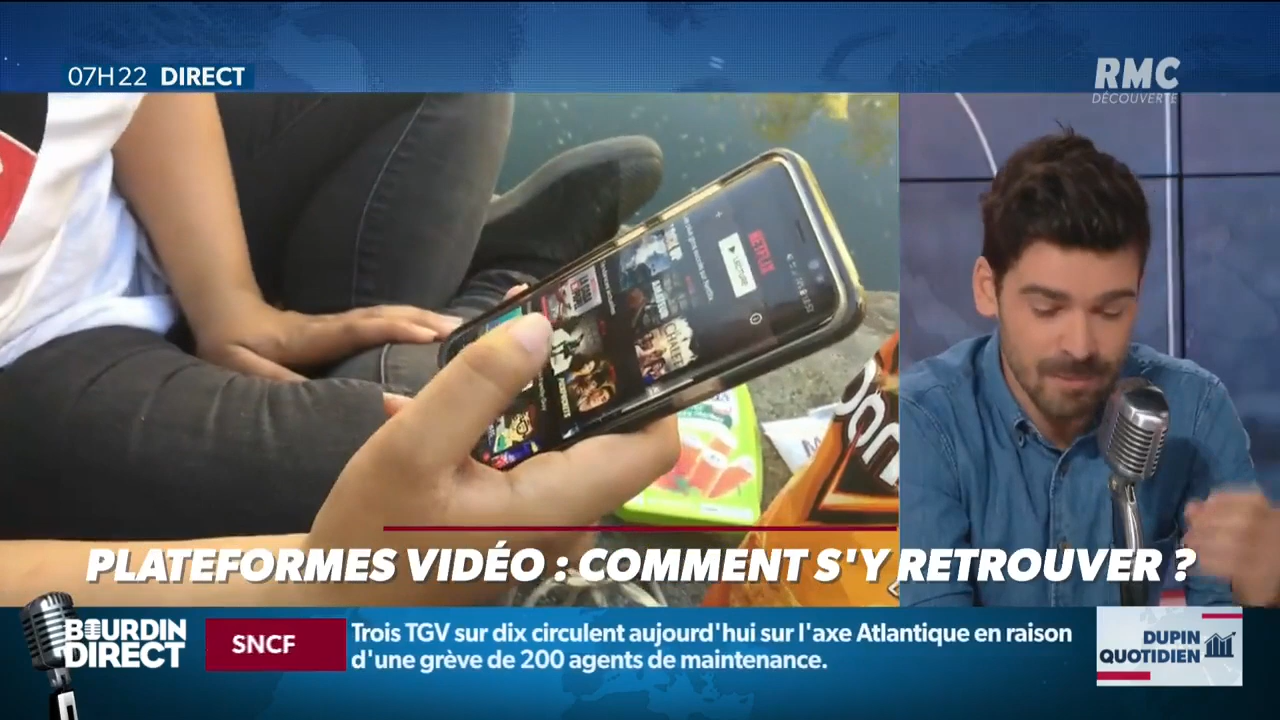 07H22 DIRECT
RMC
DÉCOUVERTE
NETFLIX
LECTURE
PLATEFORMES VIDÉO : COMMENT S'Y RETROUVER ?
BOURDIN
DIRECT
SNCF
Trois TGV sur dix circulent aujourd'hui sur l'axe Atlantique en raison
d'une grève de 200 agents de maintenance.
DUPIN
QUOTIDIEN